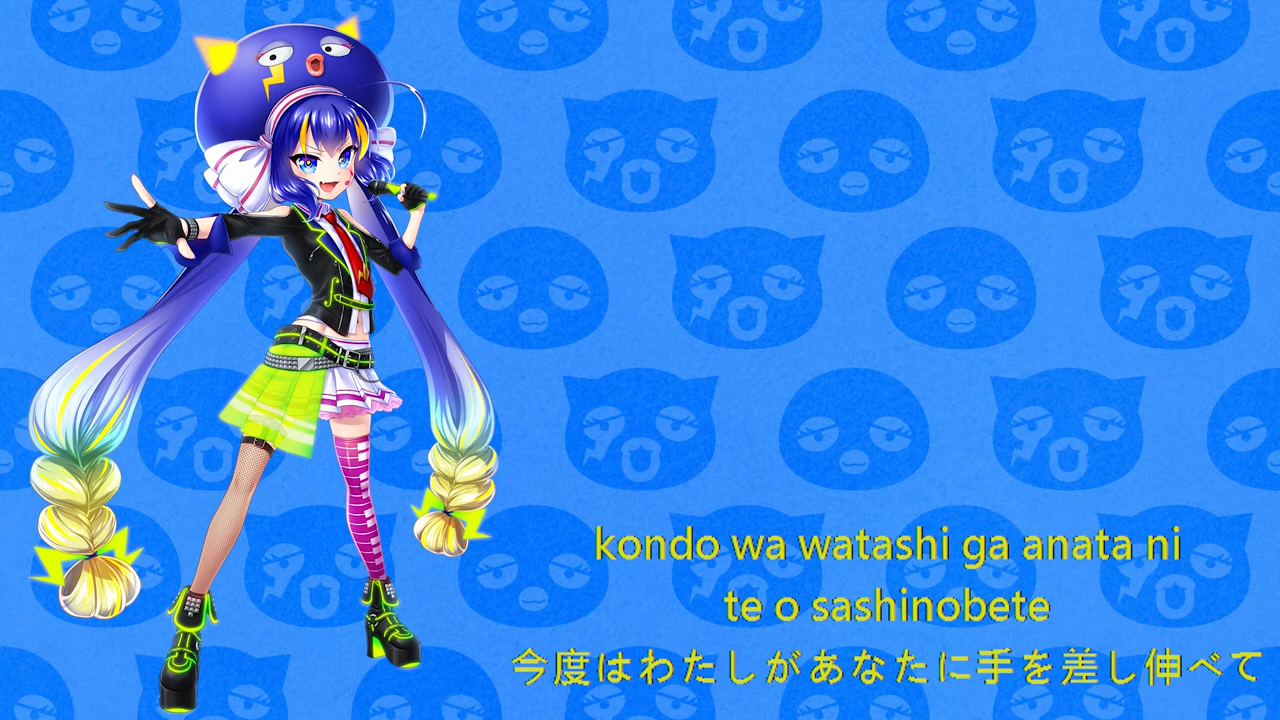 kondo wa watashi ga anata ni
te o sashinobete
今度はわたしがあなたに手を差し伸べて